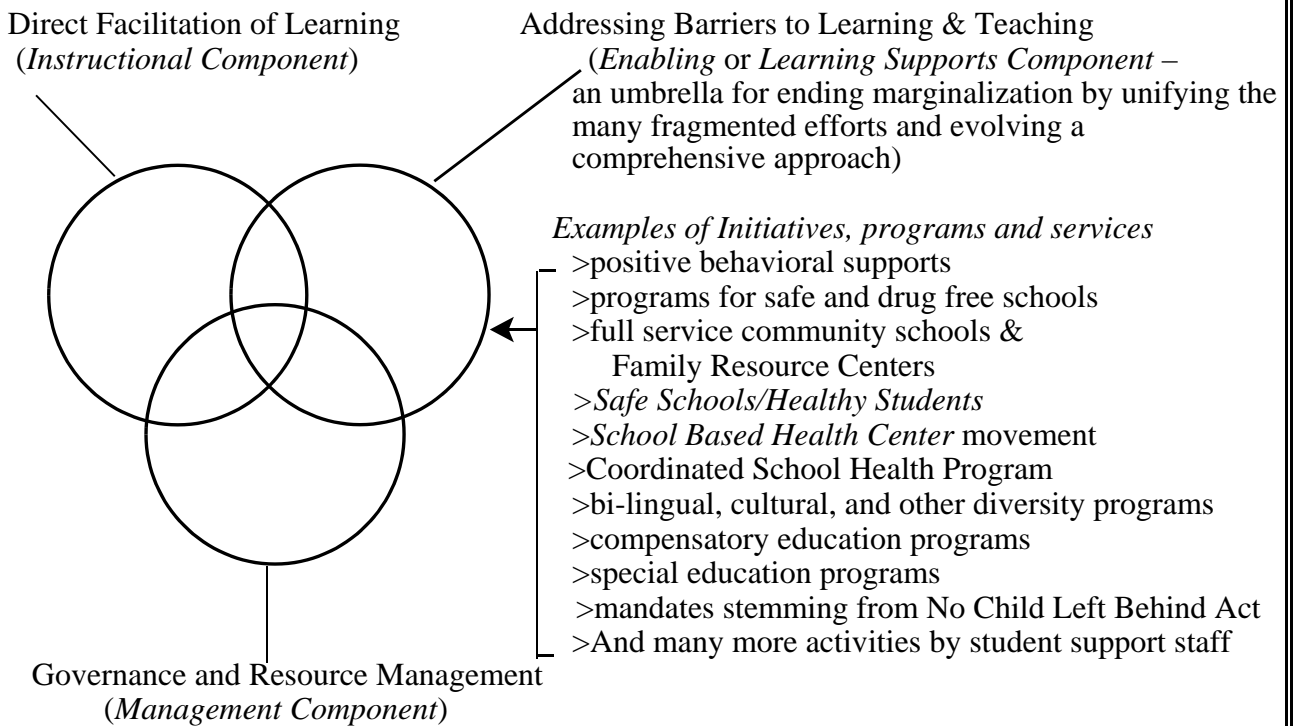 Direct Facilitation of Learning
(Instructional Component)
Addressing Barriers to Learning & Teaching
(Enabling or Learning Supports Component –
an umbrella for ending marginalization by unifying the
many fragmented efforts and evolving a
comprehensive approach)
Examples of Initiatives, programs and services
>positive behavioral supports
>programs for safe and drug free schools
>full service community schools &
Family Resource Centers
>Safe Schools/Healthy Students
>School Based Health Center movement
>Coordinated School Health Program
>bi-lingual, cultural, and other diversity programs
>compensatory education programs
>special education programs
>mandates stemming from No Child Left Behind Act
>And many more activities by student support staff
Governance and Resource Management
(Management Component)